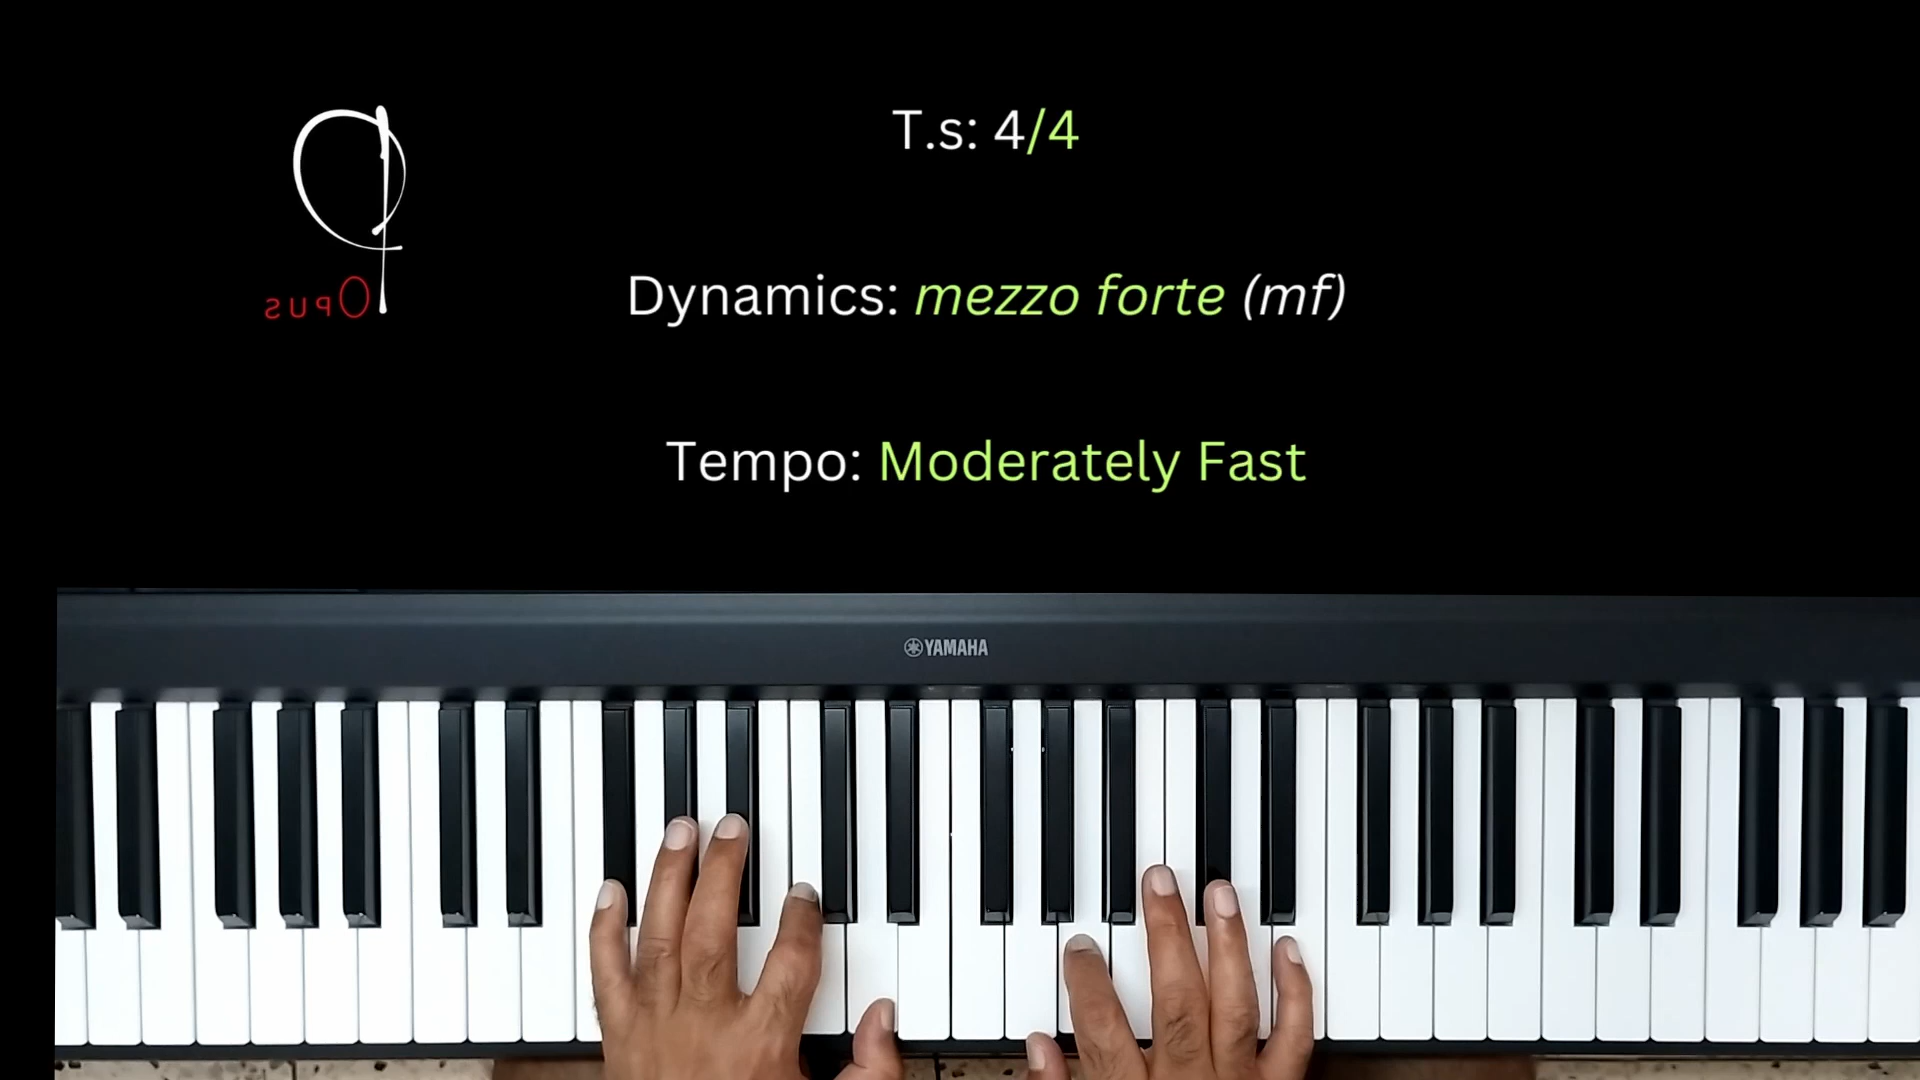 T.s: 4/4
Opus
Dynamics: mezzo forte (mf)
Tempo: Moderately Fast
YAMAHA